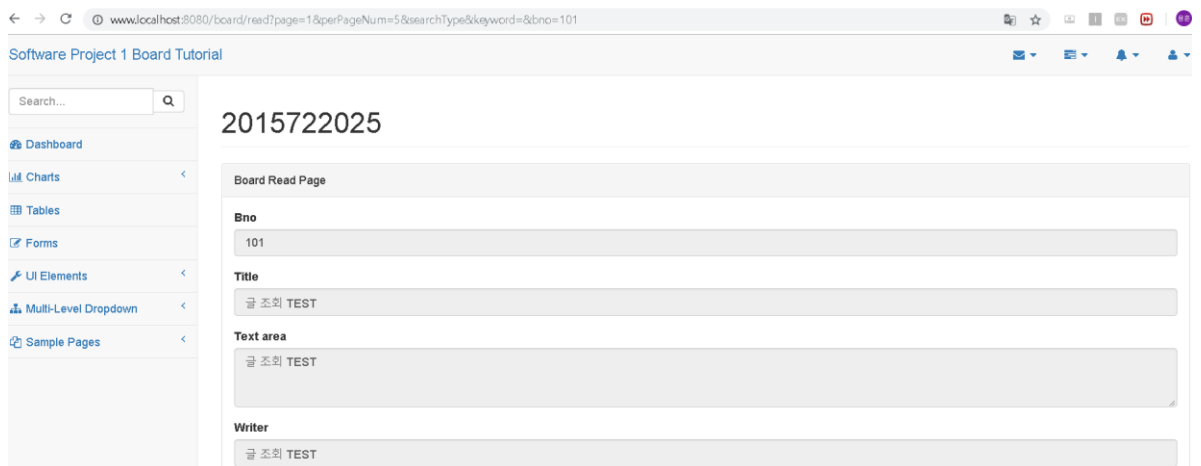 www.localhost:8080/board/read?page=1&perPageNum=5&searchType&keyword=&bno=101
Software Project 1 Board Tutorial
Search...
Dashboard
Charts
Tables
Forms
UI Elements
Multi-Level Dropdown
Sample Pages
2015722025
Board Read Page
Bno
101
Title
글 조회 TEST
Text area
글 조회 TEST
Writer
글 조회 TEST